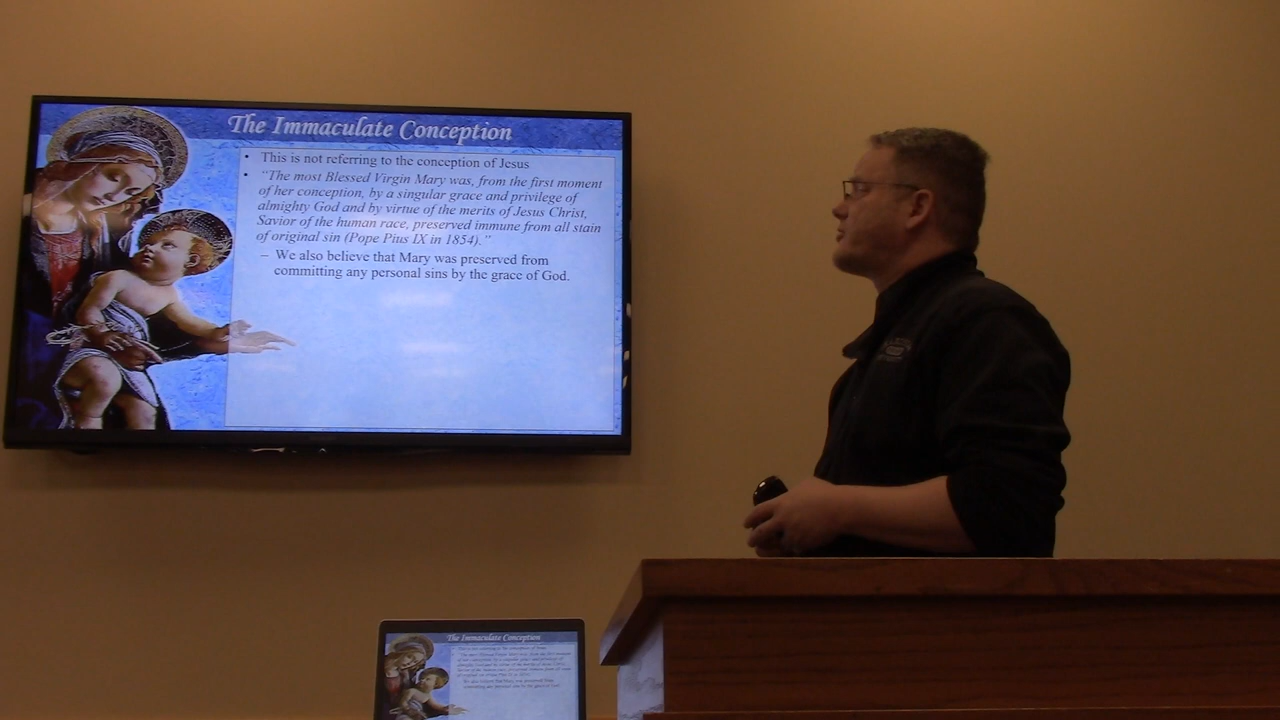 The Immaculate Conception
• This is not referring to the conception of Jesus
• "The most Blessed Virgin Mary was, from the first moment
of her conception, by a singular grace and privilege of
almighty God and by virtue of the merits of Jesus Christ,
Savior of the human race, preserved immune from all stain
of original sin (Pope Pius IX in 1854)."
– We also believe that Mary was preserved from
committing any personal sins by the grace of God.
The Immaculate Conception